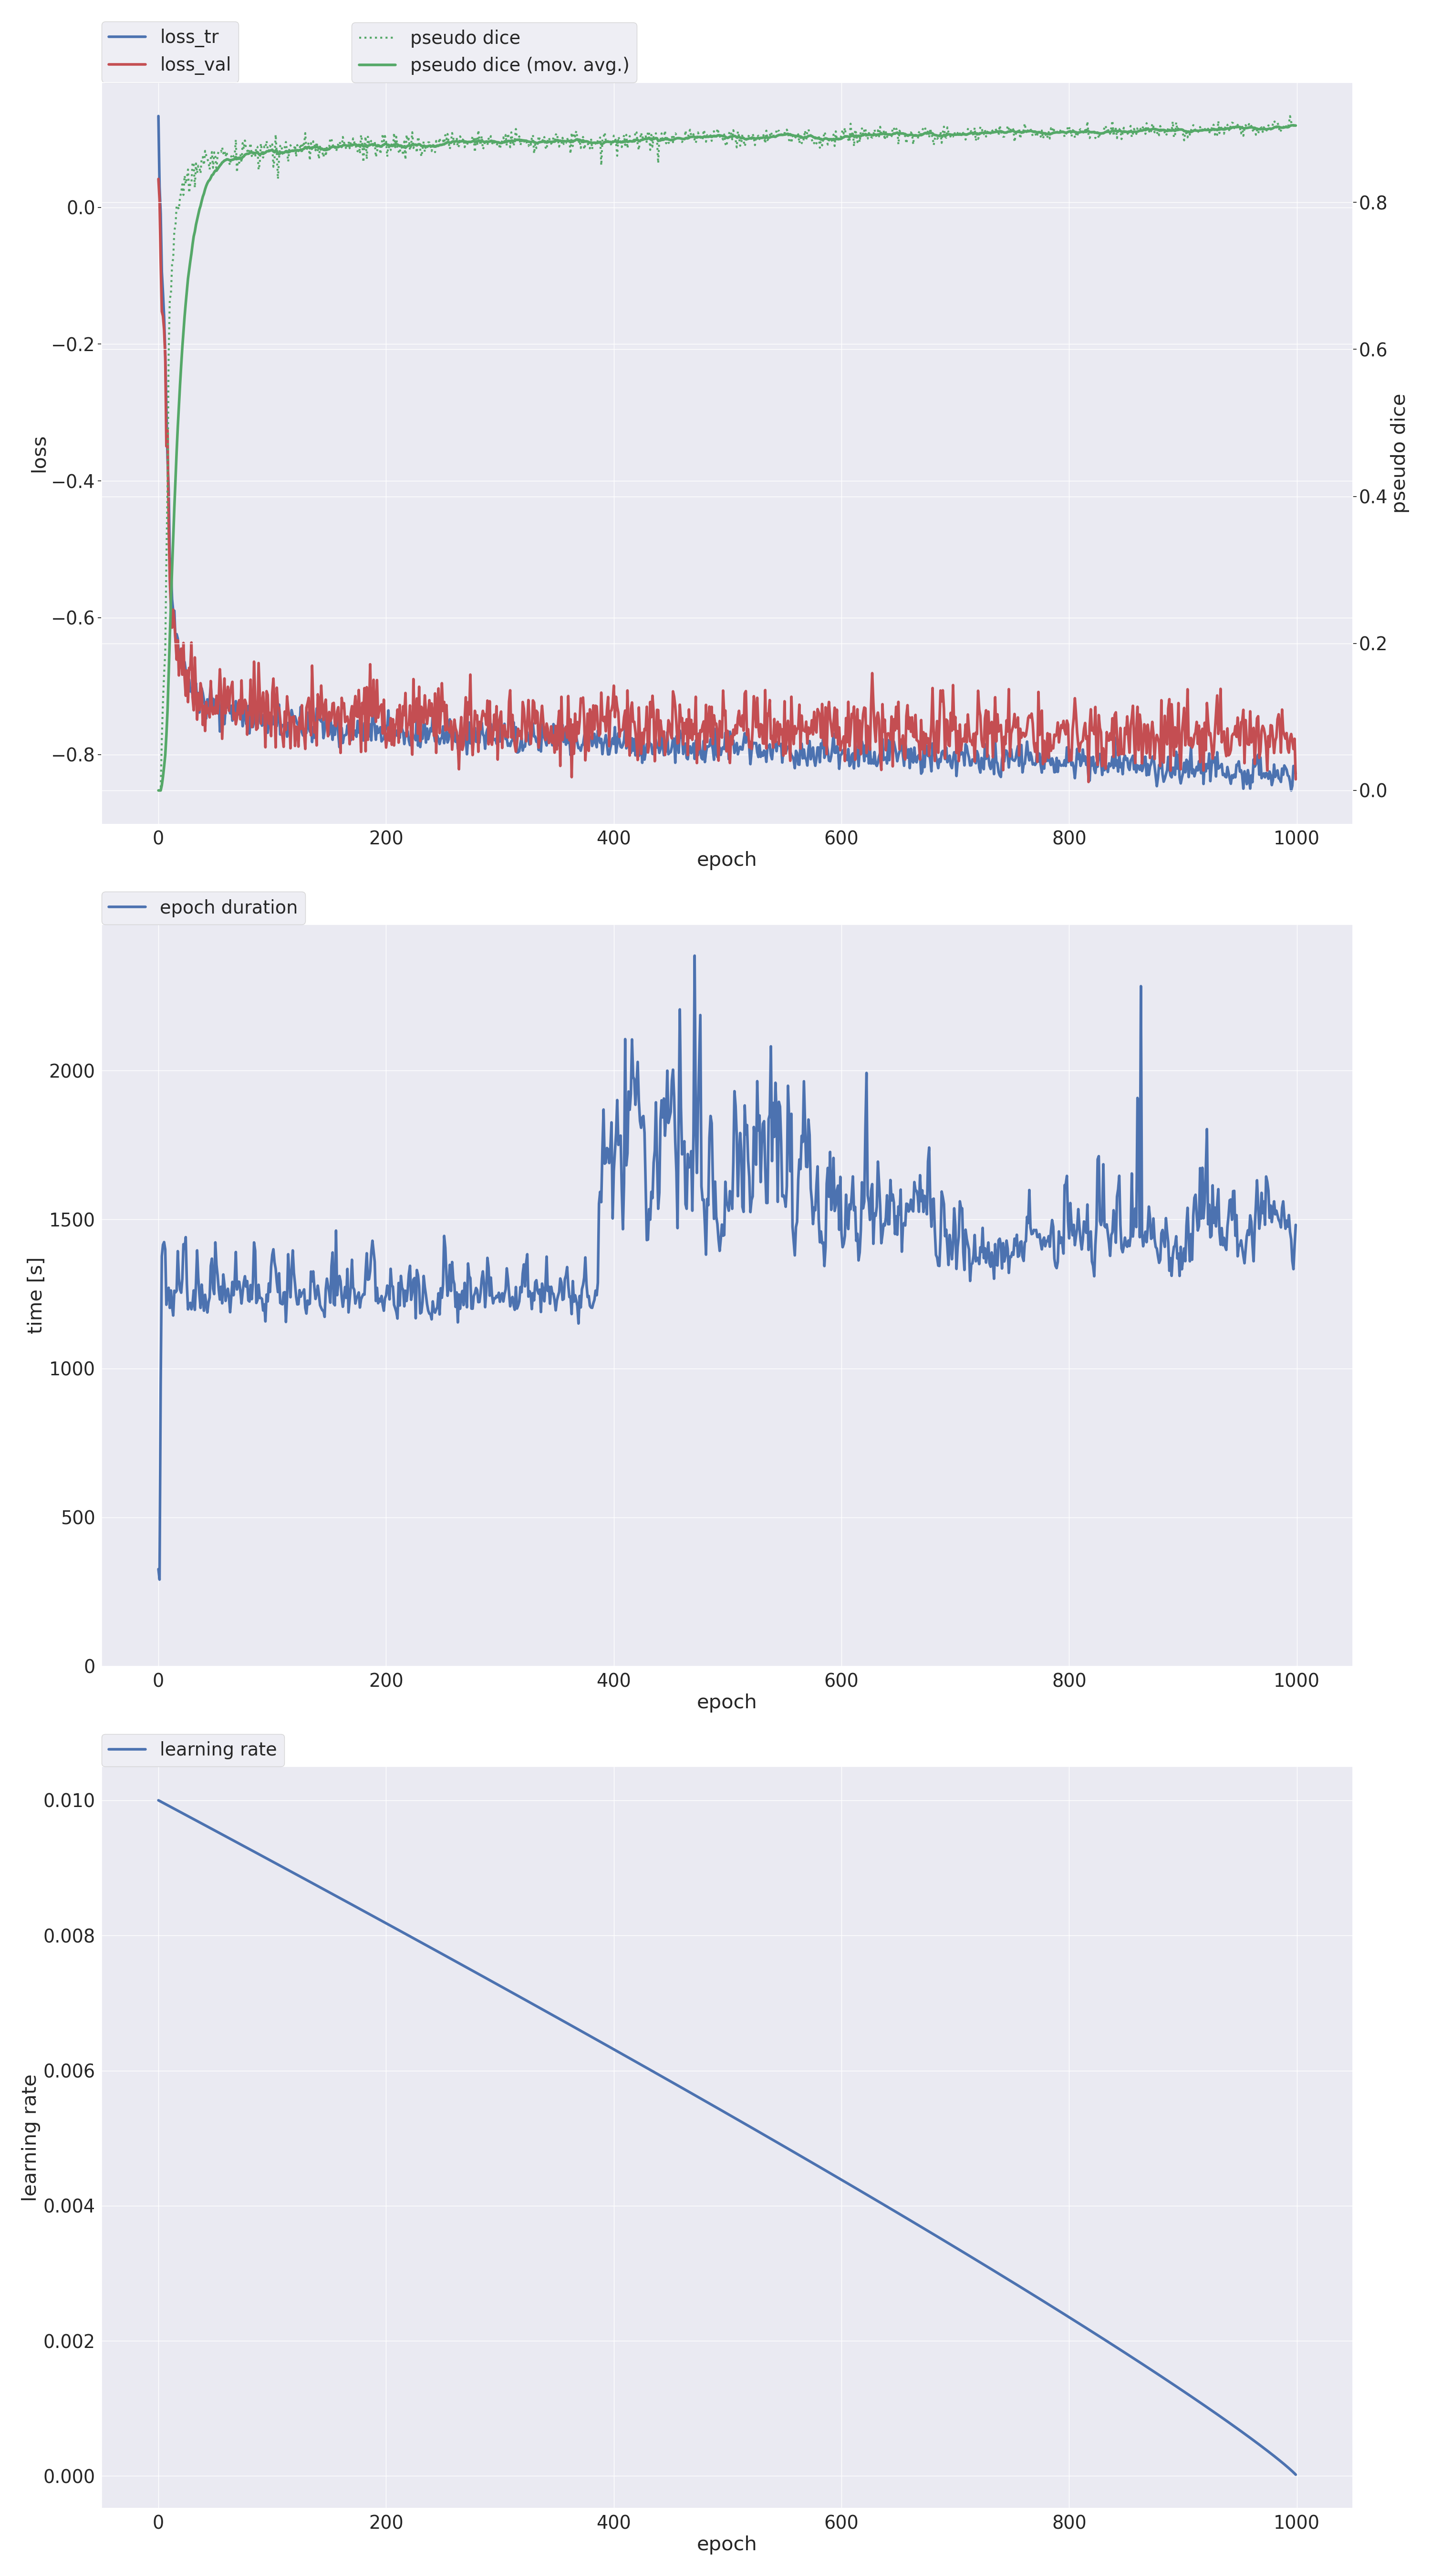 loss_tr
loss_val
pseudo dice
pseudo dice (mov. avg.)
0.0
−0.2
−0.4
−0.6
−0.8
loss
0.8
0.6
0.4
0.2
0.0
pseudo dice
0 200 400 600 800 1000
epoch
epoch duration
2000
1500
1000
500
0
time [s]
0 200 400 600 800 1000
epoch
learning rate
0.010
0.008
0.006
0.004
0.002
0.000
learning rate
0 200 400 600 800 1000
epoch